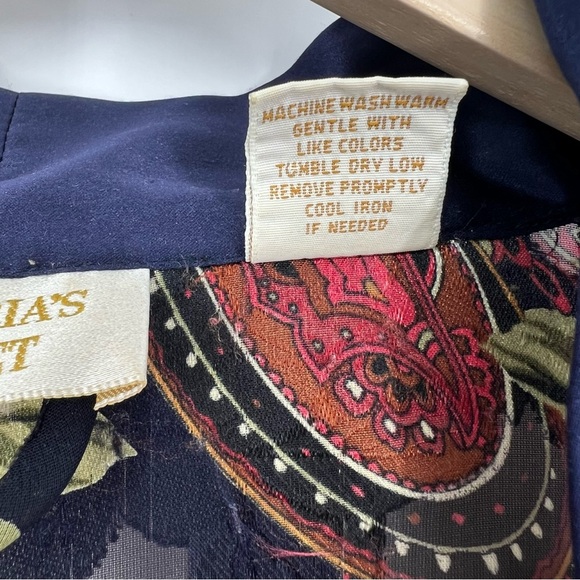 MACHINE WASH WARM
GENTLE WITH
LIKE COLORS
TUMBLE DRY LOW
REMOVE PROMPTLY
COOL IRON
IF NEEDED